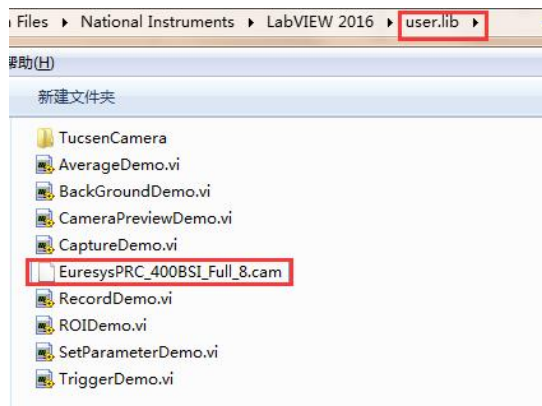 Files ▸ National Instruments ▸ LabVIEW 2016 ▸ user.lib ▸
帮助(H)
新建文件夹
TucsenCamera
AverageDemo.vi
BackGroundDemo.vi
CameraPreviewDemo.vi
CaptureDemo.vi
EuresysPRC_400BSI_Full_8.cam
RecordDemo.vi
ROIDemo.vi
SetParameterDemo.vi
TriggerDemo.vi